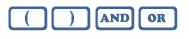 ( ) AND OR